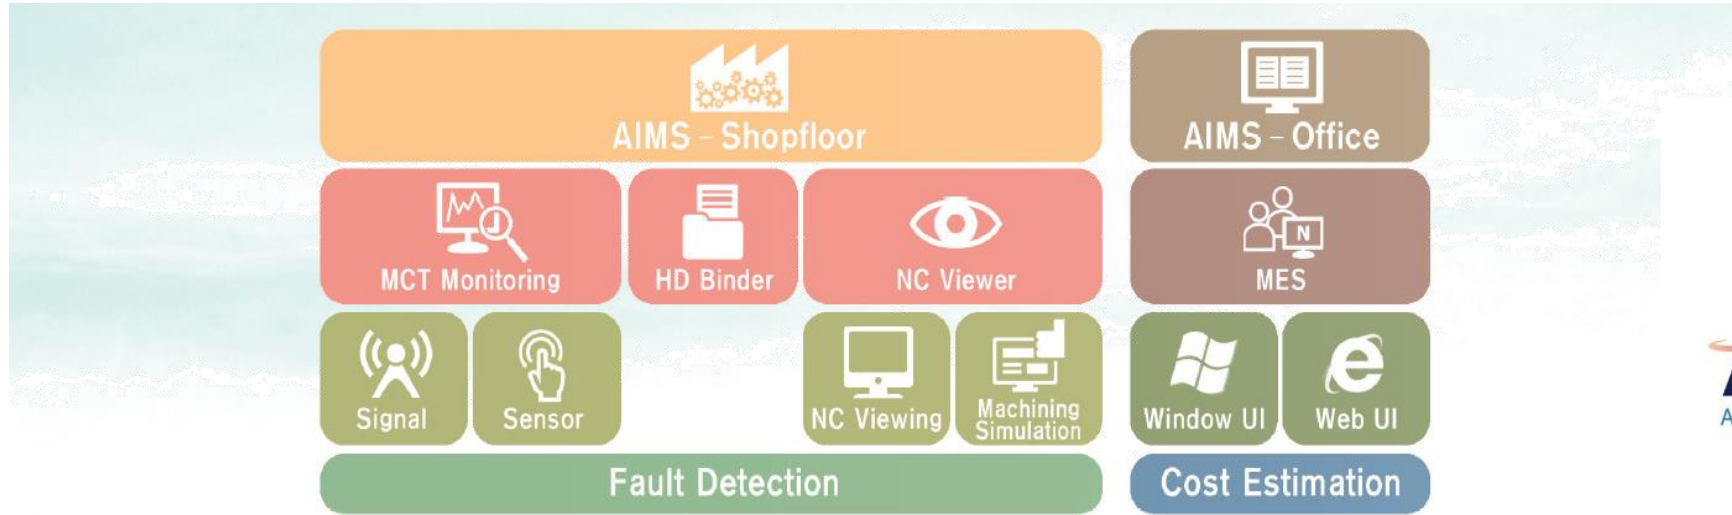 AIMS - Shopfloor
AIMS - Office
MCT Monitoring
HD Binder
NC Viewer
N
MES
Signal
Sensor
NC Viewing
Machining
Simulation
Window UI
Web UI
Fault Detection
Cost Estimation